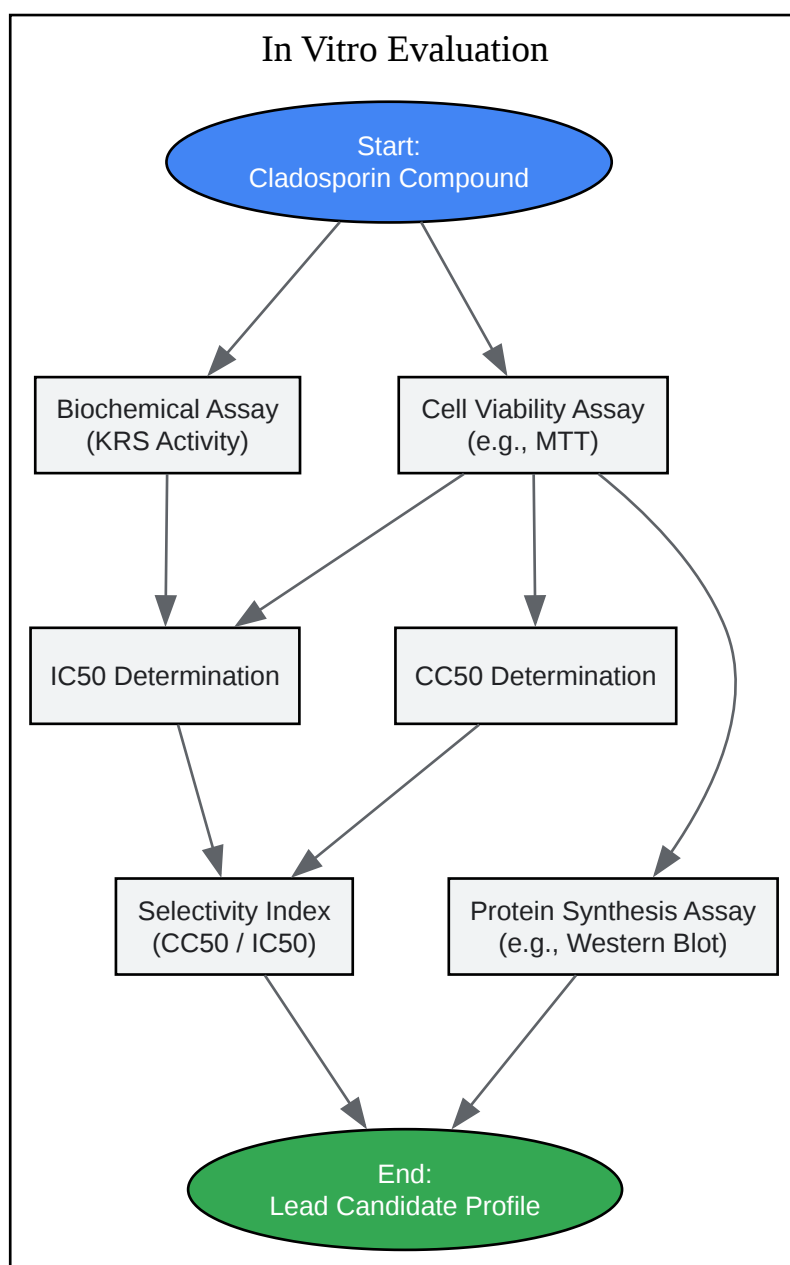 In Vitro Evaluation
Start:
Cladosporin Compound
Biochemical Assay
(KRS Activity)
Cell Viability Assay
(e.g., MTT)
IC50 Determination
CC50 Determination
Selectivity Index
(CC50 / IC50)
Protein Synthesis Assay
(e.g., Western Blot)
End:
Lead Candidate Profile